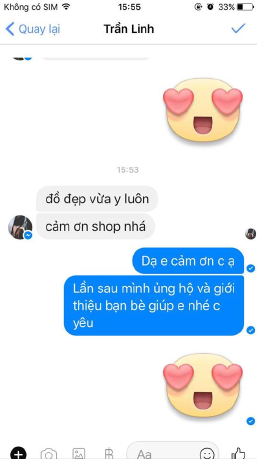 Không có SIM 15:55 33%
Quay lại Trần Linh
15:53
đồ đẹp vừa y luôn
cảm ơn shop nhá
Dạ e cảm ơn c ạ
Lần sau mình ủng hộ và giới
thiệu bạn bè giúp e nhé c
yêu
Aa